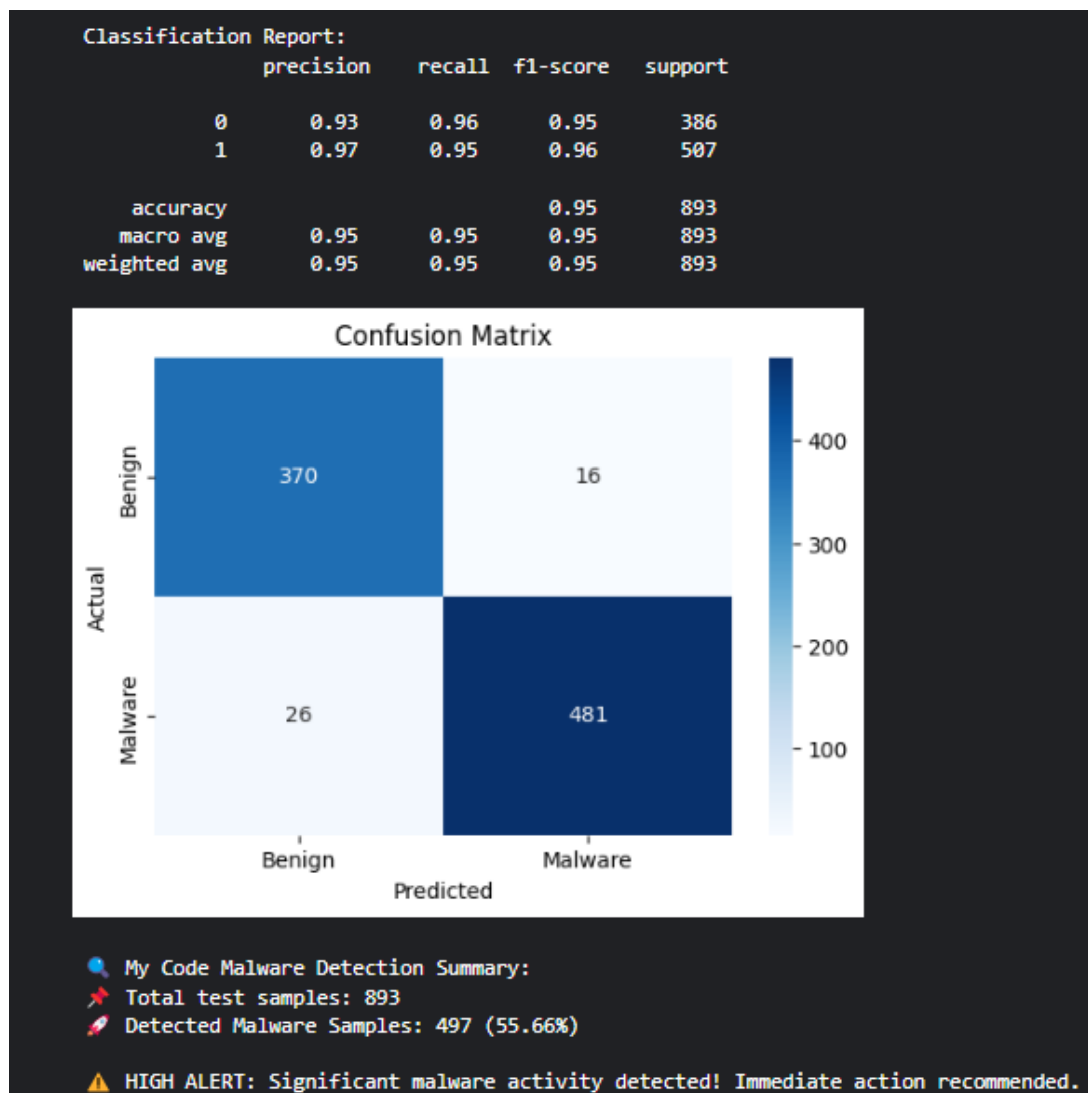 Classification Report:
precision recall f1-score support
0 0.93 0.96 0.95 386
1 0.97 0.95 0.96 507
accuracy 0.95 893
macro avg 0.95 0.95 0.95 893
weighted avg 0.95 0.95 0.95 893
Confusion Matrix
Actual
Benign
Malware
370 16
26 481
Benign Malware
Predicted
400
300
200
100
🔍 My Code Malware Detection Summary:
📌 Total test samples: 893
🚀 Detected Malware Samples: 497 (55.66%)
⚠️ HIGH ALERT: Significant malware activity detected! Immediate action recommended.